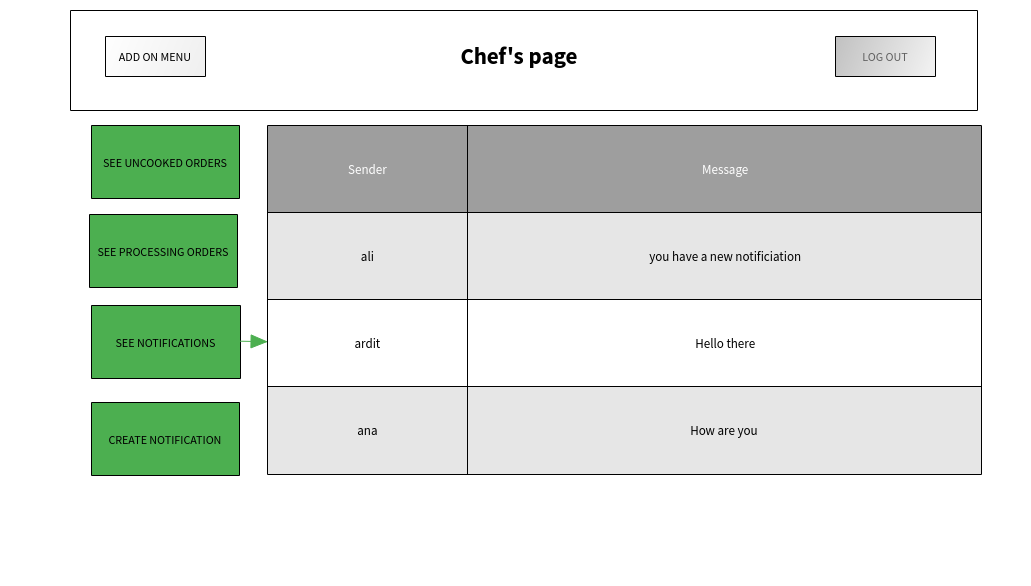 ADD ON MENU
Chef's page
LOG OUT
SEE UNCOOKED ORDERS
SEE PROCESSING ORDERS
SEE NOTIFICATIONS
CREATE NOTIFICATION
Sender Message
ali you have a new notificiation
ardit Hello there
ana How are you